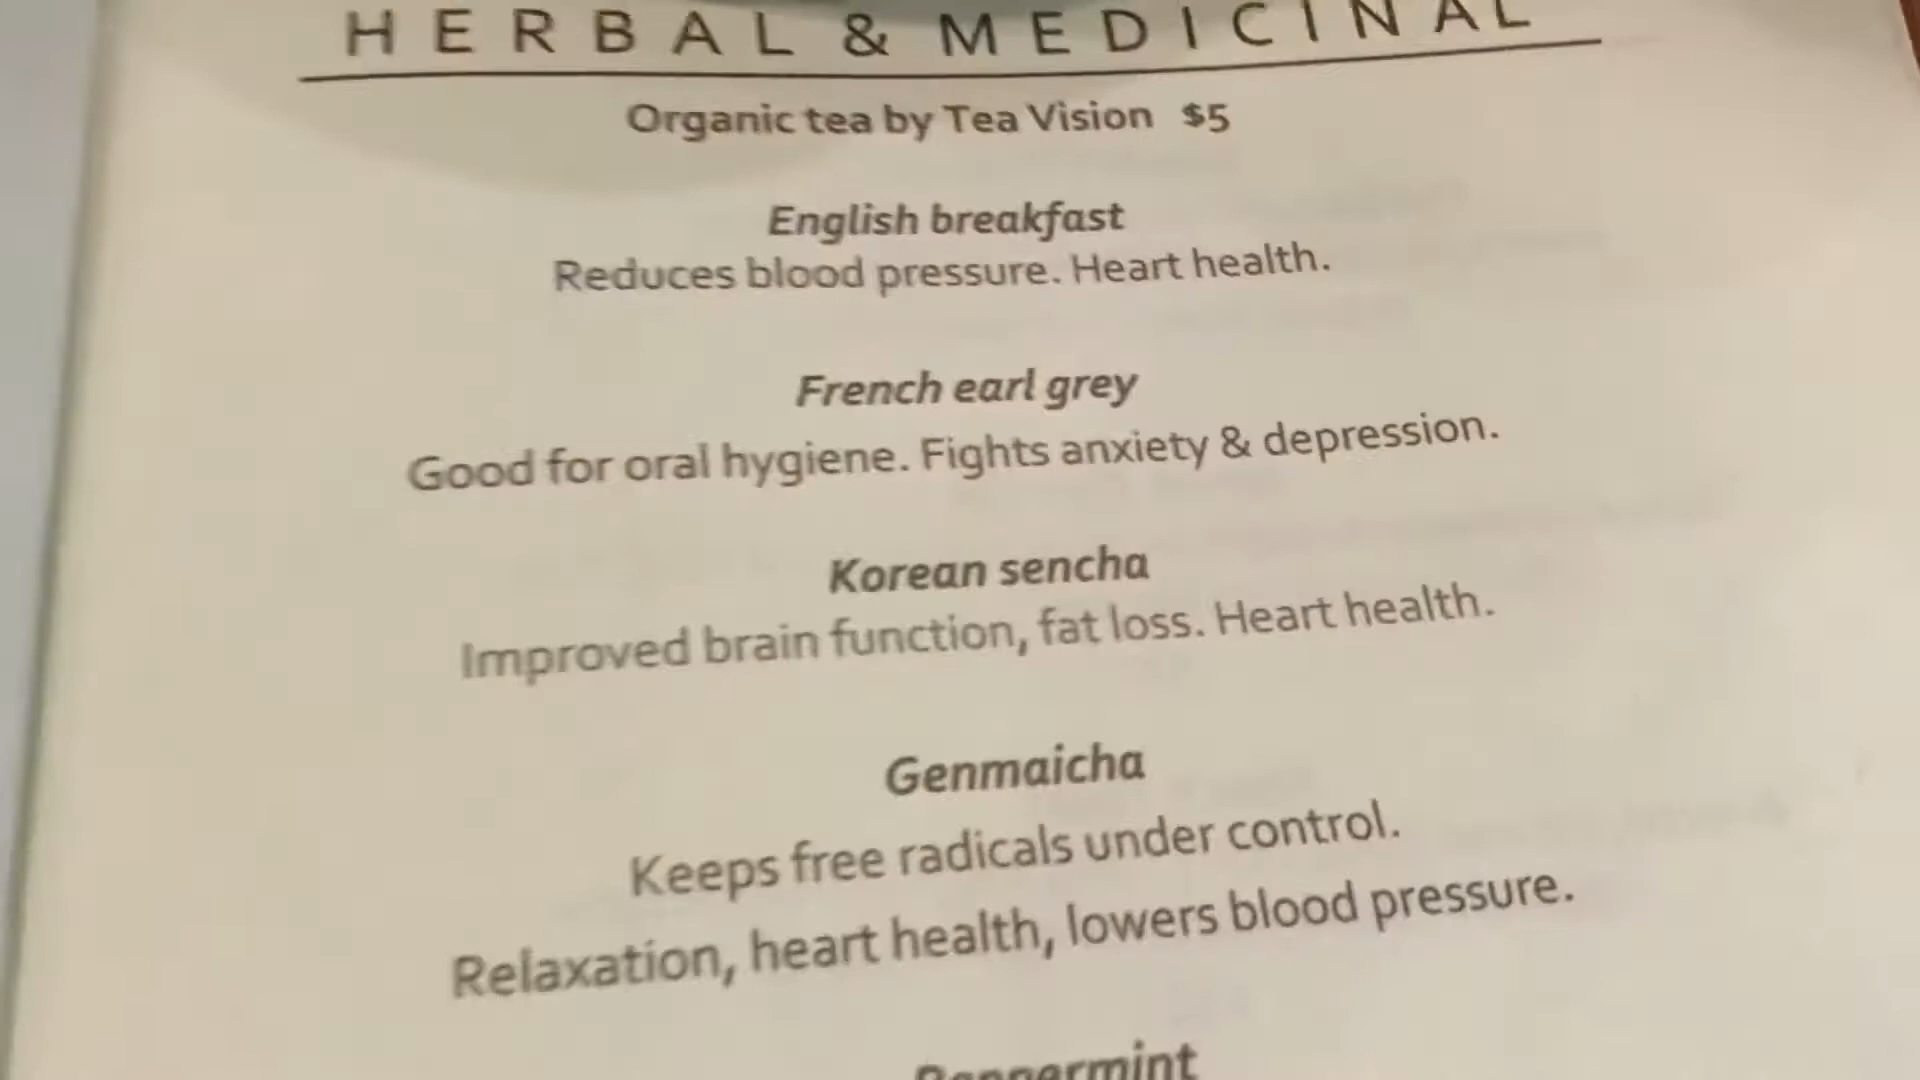 HERBAL & MEDICINAL
Organic tea by Tea Vision $5
English breakfast
Reduces blood pressure. Heart health.
French earl grey
Good for oral hygiene. Fights anxiety & depression.
Korean sencha
Improved brain function, fat loss. Heart health.
Genmaicha
Keeps free radicals under control.
Relaxation, heart health, lowers blood pressure.
Peppermint